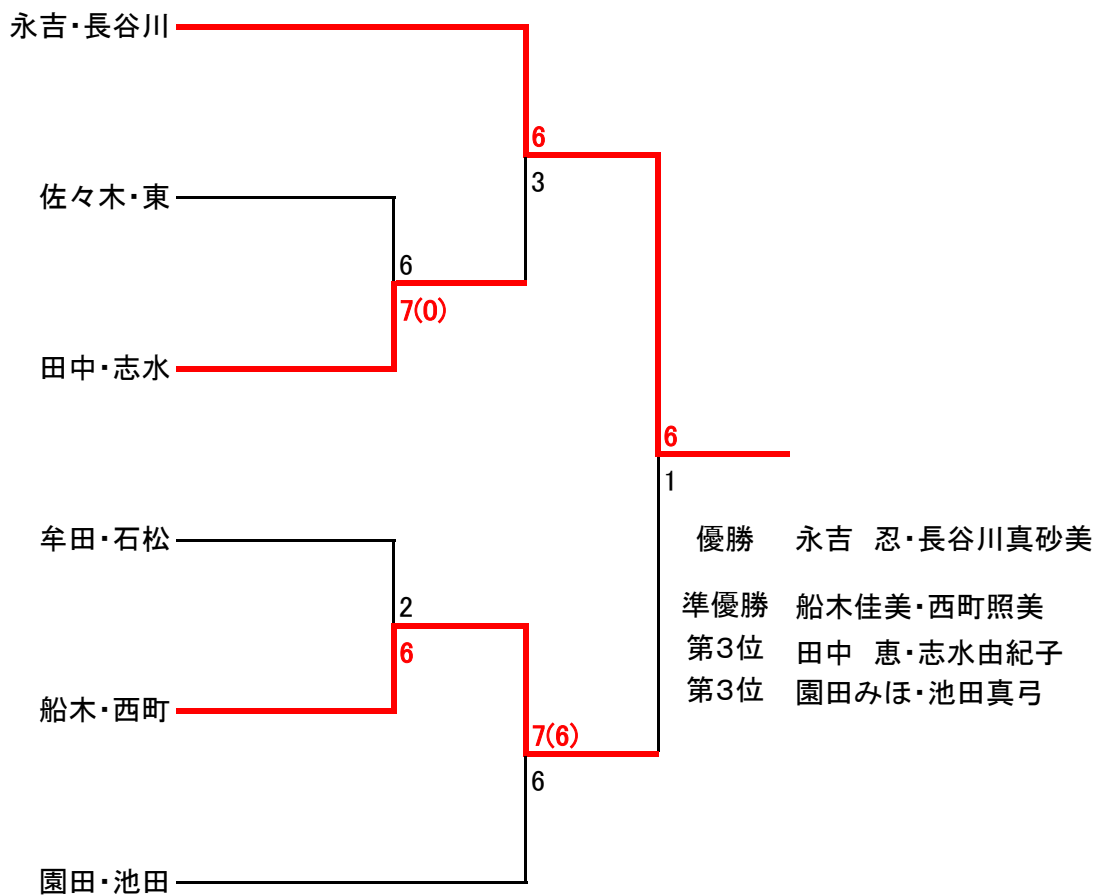 永吉・長谷川
6
3
佐々木・東
6
7(0)
田中・志水
6
1
牟田・石松
優勝 永吉 忍・長谷川真砂美
2
準優勝 船木佳美・西町照美
6
第3位 田中 恵・志水由紀子
第3位 園田みほ・池田真弓
船木・西町
7(6)
6
園田・池田